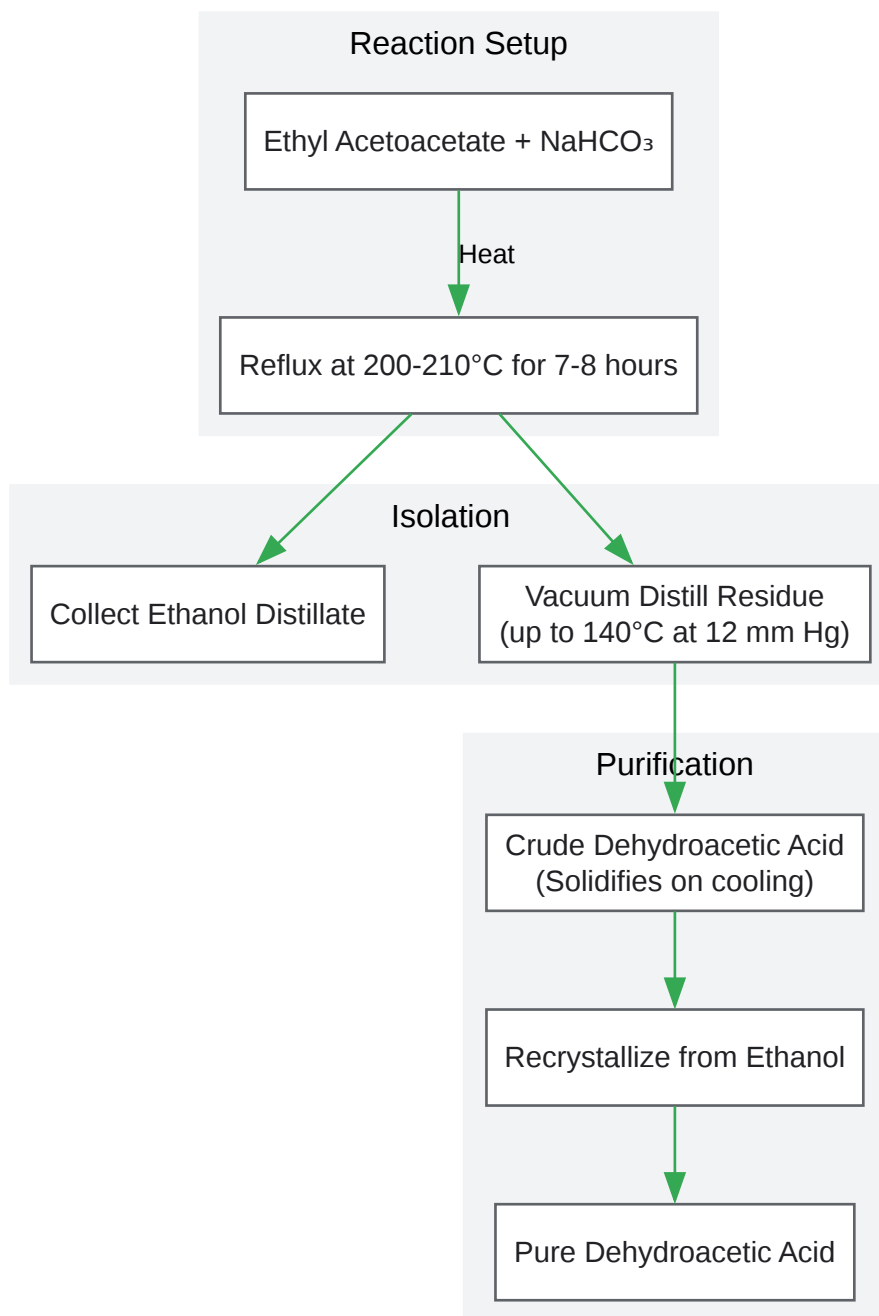 Reaction Setup
Ethyl Acetoacetate + NaHCO₃
Heat
Reflux at 200-210°C for 7-8 hours
Isolation
Collect Ethanol Distillate
Vacuum Distill Residue
(up to 140°C at 12 mm Hg)
Purification
Crude Dehydroacetic Acid
(Solidifies on cooling)
Recrystallize from Ethanol
Pure Dehydroacetic Acid